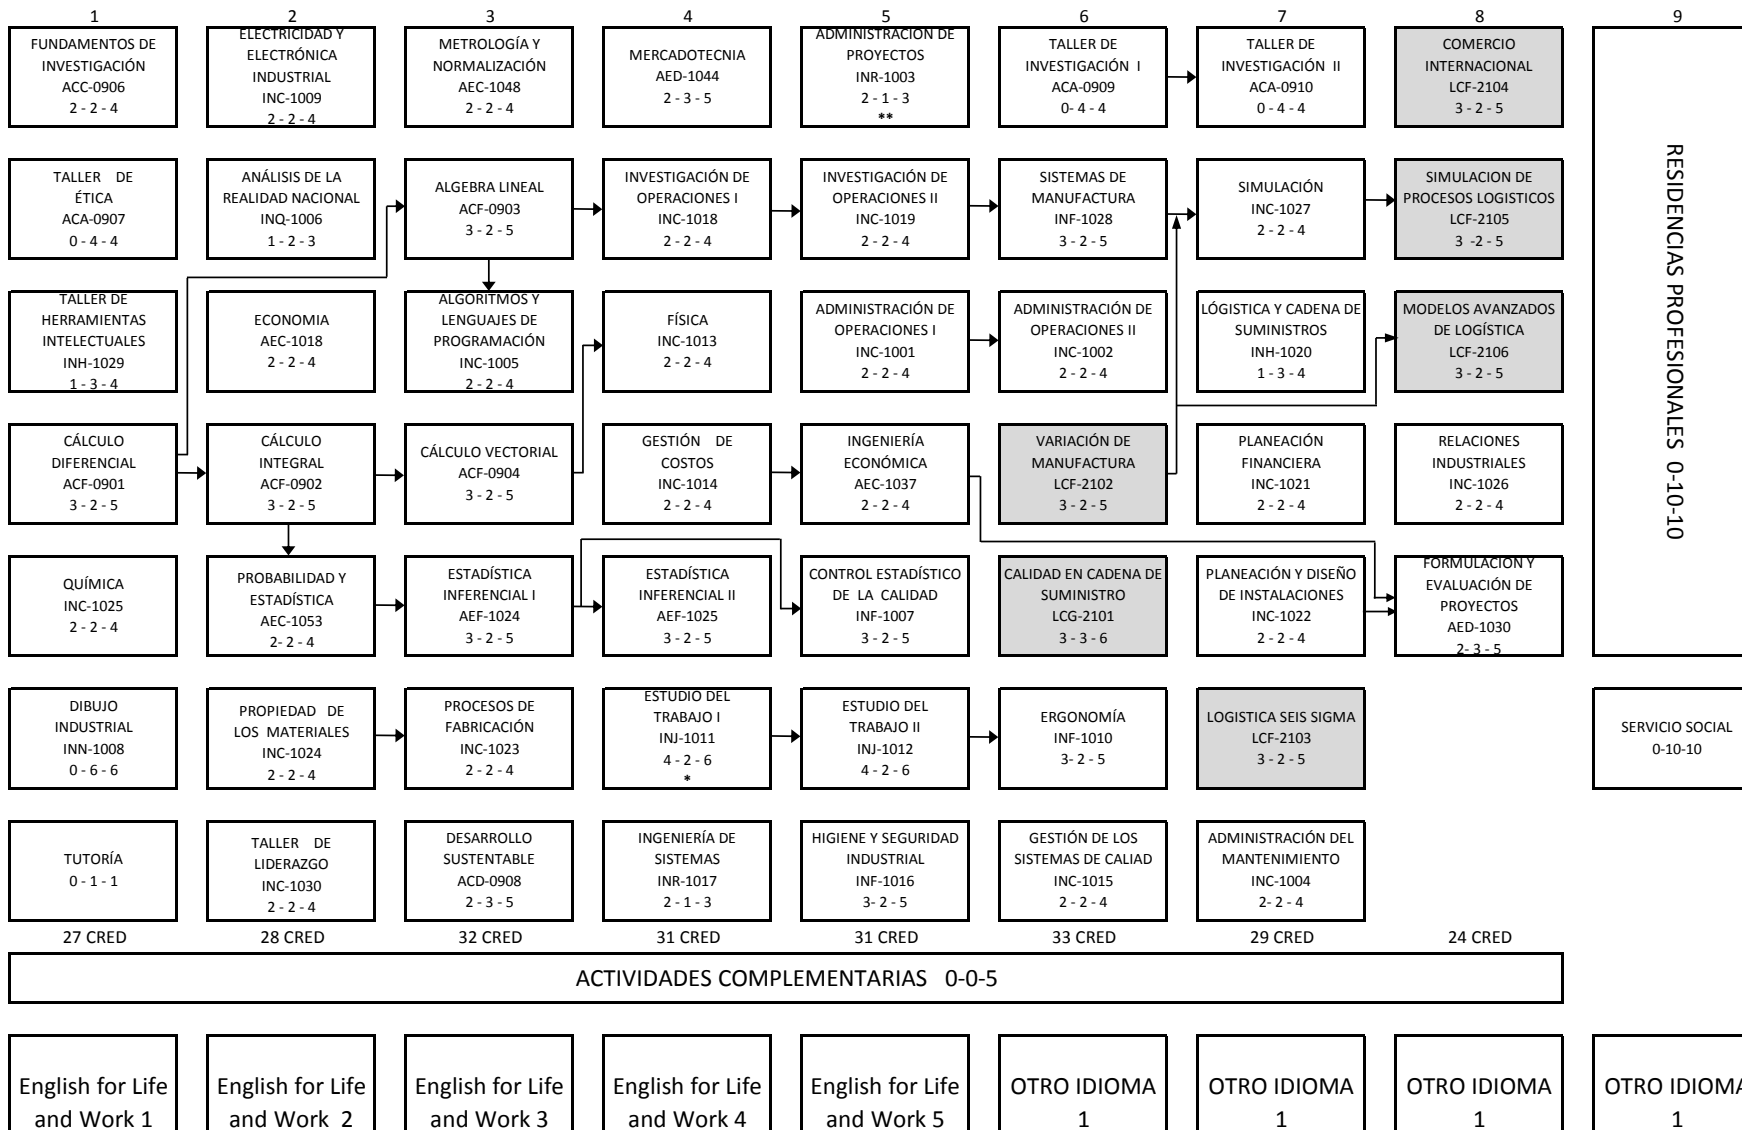 1 2 3 4 5 6 7 8 9
FUNDAMENTOS DE
INVESTIGACIÓN
ACC-0906
2 - 2 - 4
ELECTRICIDAD Y
ELECTRÓNICA
INDUSTRIAL
INC-1009
2 - 2 - 4
METROLOGÍA Y
NORMALIZACIÓN
AEC-1048
2 - 2 - 4
MERCADOTECNIA
AED-1044
2 - 3 - 5
ADMINISTRACION DE
PROYECTOS
INR-1003
2 - 1 - 3
**
TALLER DE
INVESTIGACIÓN I
ACA-0909
0- 4 - 4
TALLER DE
INVESTIGACIÓN II
ACA-0910
0 - 4 - 4
COMERCIO
INTERNACIONAL
LCF-2104
3 - 2 - 5
RESIDENCIAS PROFESIONALES 0-10-10
TALLER DE
ÉTICA
ACA-0907
0 - 4 - 4
ANÁLISIS DE LA
REALIDAD NACIONAL
INQ-1006
1 - 2 - 3
ALGEBRA LINEAL
ACF-0903
3 - 2 - 5
INVESTIGACIÓN DE
OPERACIONES I
INC-1018
2 - 2 - 4
INVESTIGACIÓN DE
OPERACIONES II
INC-1019
2 - 2 - 4
SISTEMAS DE
MANUFACTURA
INF-1028
3 - 2 - 5
SIMULACIÓN
INC-1027
2 - 2 - 4
SIMULACION DE
PROCESOS LOGISTICOS
LCF-2105
3 -2 - 5
TALLER DE
HERRAMIENTAS
INTELECTUALES
INH-1029
1 - 3 - 4
ECONOMIA
AEC-1018
2 - 2 - 4
ALGORITMOS Y
LENGUAJES DE
PROGRAMACIÓN
INC-1005
2 - 2 - 4
FÍSICA
INC-1013
2 - 2 - 4
ADMINISTRACIÓN DE
OPERACIONES I
INC-1001
2 - 2 - 4
ADMINISTRACIÓN DE
OPERACIONES II
INC-1002
2 - 2 - 4
LÓGISTICA Y CADENA DE
SUMINISTROS
INH-1020
1 - 3 - 4
MODELOS AVANZADOS
DE LOGÍSTICA
LCF-2106
3 - 2 - 5
CÁLCULO
DIFERENCIAL
ACF-0901
3 - 2 - 5
CÁLCULO
INTEGRAL
ACF-0902
3 - 2 - 5
CÁLCULO VECTORIAL
ACF-0904
3 - 2 - 5
GESTIÓN DE
COSTOS
INC-1014
2 - 2 - 4
INGENIERÍA
ECONÓMICA
AEC-1037
2 - 2 - 4
VARIACIÓN DE
MANUFACTURA
LCF-2102
3 - 2 - 5
PLANEACIÓN
FINANCIERA
INC-1021
2 - 2 - 4
RELACIONES
INDUSTRIALES
INC-1026
2 - 2 - 4
QUÍMICA
INC-1025
2 - 2 - 4
PROBABILIDAD Y
ESTADÍSTICA
AEC-1053
2- 2 - 4
ESTADÍSTICA
INFERENCIAL I
AEF-1024
3 - 2 - 5
ESTADÍSTICA
INFERENCIAL II
AEF-1025
3 - 2 - 5
CONTROL ESTADÍSTICO
DE LA CALIDAD
INF-1007
3 - 2 - 5
CALIDAD EN CADENA DE
SUMINISTRO
LCG-2101
3 - 3 - 6
PLANEACIÓN Y DISEÑO
DE INSTALACIONES
INC-1022
2 - 2 - 4
FORMULACION Y
EVALUACIÓN DE
PROYECTOS
AED-1030
2- 3 - 5
DIBUJO
INDUSTRIAL
INN-1008
0 - 6 - 6
PROPIEDAD DE
LOS MATERIALES
INC-1024
2 - 2 - 4
PROCESOS DE
FABRICACIÓN
INC-1023
2 - 2 - 4
ESTUDIO DEL
TRABAJO I
INJ-1011
4 - 2 - 6
*
ESTUDIO DEL
TRABAJO II
INJ-1012
4 - 2 - 6
ERGONOMÍA
INF-1010
3- 2 - 5
LOGISTICA SEIS SIGMA
LCF-2103
3 - 2 - 5
SERVICIO SOCIAL
0-10-10
TUTORÍA
0 - 1 - 1
TALLER DE
LIDERAZGO
INC-1030
2 - 2 - 4
DESARROLLO
SUSTENTABLE
ACD-0908
2 - 3 - 5
INGENIERÍA DE
SISTEMAS
INR-1017
2 - 1 - 3
HIGIENE Y SEGURIDAD
INDUSTRIAL
INF-1016
3- 2 - 5
GESTIÓN DE LOS
SISTEMAS DE CALIAD
INC-1015
2 - 2 - 4
ADMINISTRACIÓN DEL
MANTENIMIENTO
INC-1004
2- 2 - 4
27 CRED 28 CRED 32 CRED 31 CRED 31 CRED 33 CRED 29 CRED 24 CRED
ACTIVIDADES COMPLEMENTARIAS 0-0-5
English for Life
and Work 1
English for Life
and Work 2
English for Life
and Work 3
English for Life
and Work 4
English for Life
and Work 5
OTRO IDIOMA
1
OTRO IDIOMA
1
OTRO IDIOMA
1
OTRO IDIOMA
1